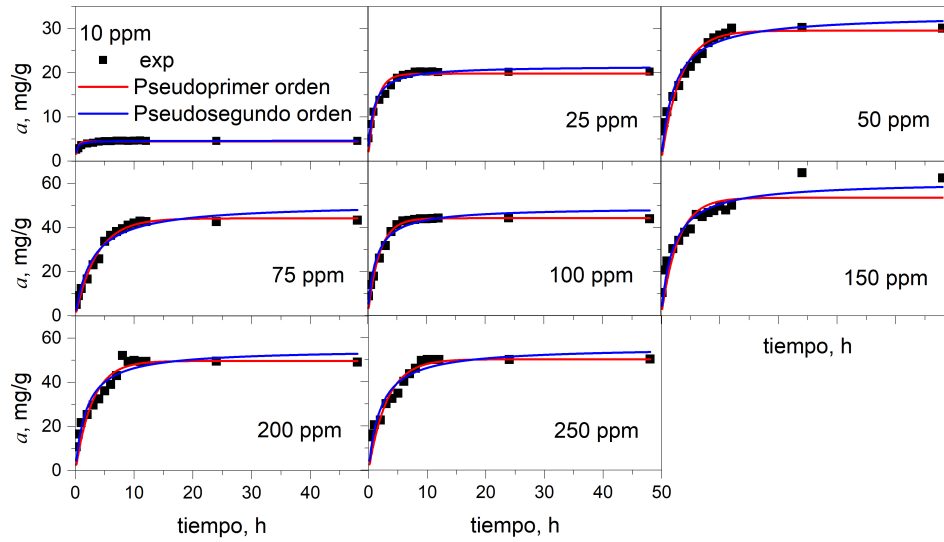 30
20
10
0
a, mg/g
10 ppm
exp
Pseudoprimer orden
Pseudosegundo orden
25 ppm
50 ppm
60
40
20
0
a, mg/g
75 ppm
100 ppm
150 ppm
60
40
20
0
a, mg/g
200 ppm
250 ppm
0 20 40
0 10 20 30 40 50
tiempo, h
tiempo, h
tiempo, h